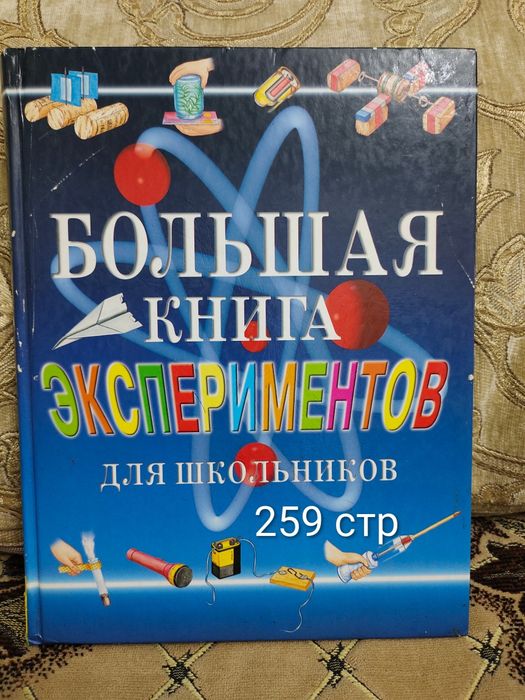 БОЛЬШАЯ
КНИГА
ЭКСПЕРИМЕНТОВ
ДЛЯ ШКОЛЬНИКОВ
259 стр